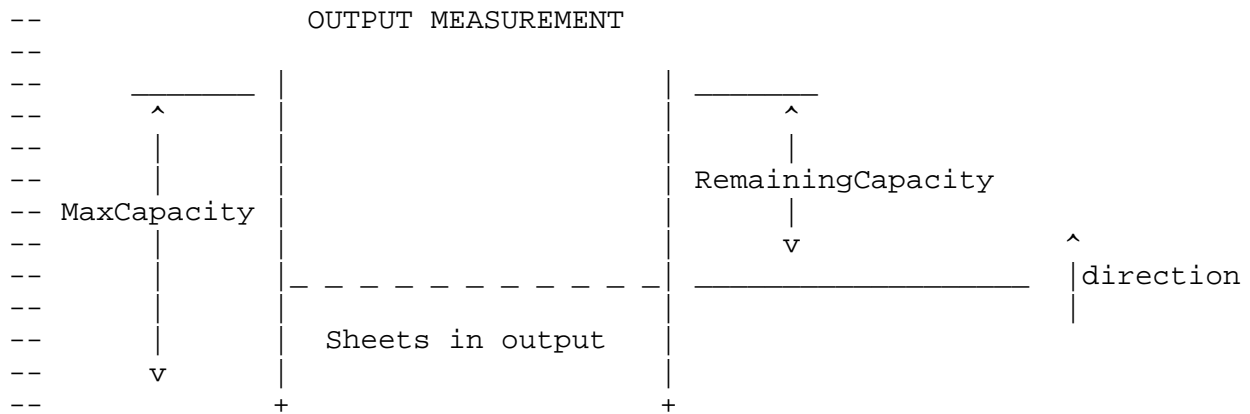 --                   OUTPUT MEASUREMENT
--
--       _______ |                     | _______
--        ^      |                     |      ^
--        |      |                     |      |
--        |      |                     | RemainingCapacity
-- MaxCapacity   |                     |      |
--        |      |                     |      v               ^
--        |      |_ _ _ _ _ _ _ _ _ _ _| ___________________  |direction
--        |      |                     |                      |
--        |      |  Sheets in output   |
--        v      |                     |
--               +                     +